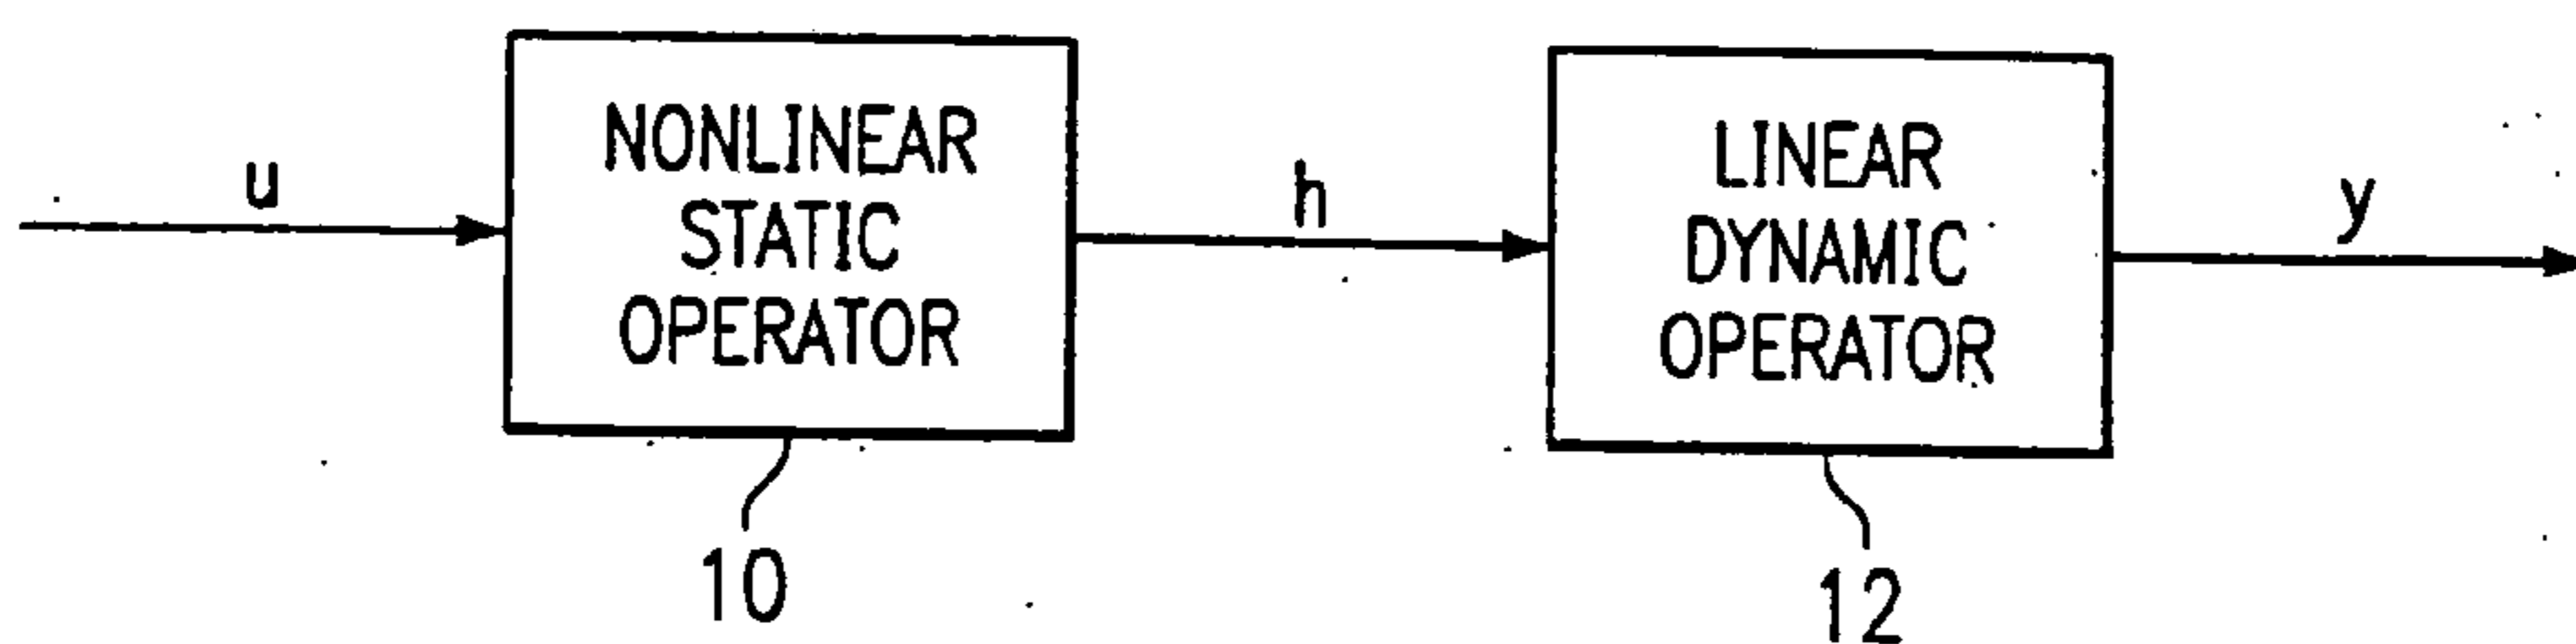 u
NONLINEAR
STATIC
OPERATOR
h
LINEAR
DYNAMIC
OPERATOR
y
10
12